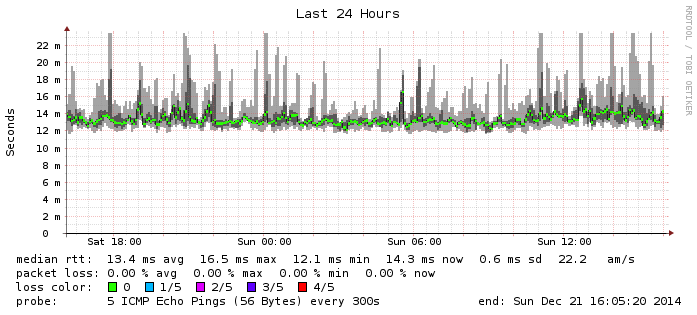 Last 24 Hours
RRDTOOL / TOBI OETIKER
Seconds
22 m
20 m
18 m
16 m
14 m
12 m
10 m
8 m
6 m
4 m
2 m
0
Sat 18:00 Sun 00:00 Sun 06:00 Sun 12:00
median rtt: 13.4 ms avg 16.5 ms max 12.1 ms min 14.3 ms now 0.6 ms sd 22.2 am/s
packet loss: 0.00 % avg 0.00 % max 0.00 % min 0.00 % now
loss color: 0 1/5 2/5 3/5 4/5
probe: 5 ICMP Echo Pings (56 Bytes) every 300s end: Sun Dec 21 16:05:20 2014